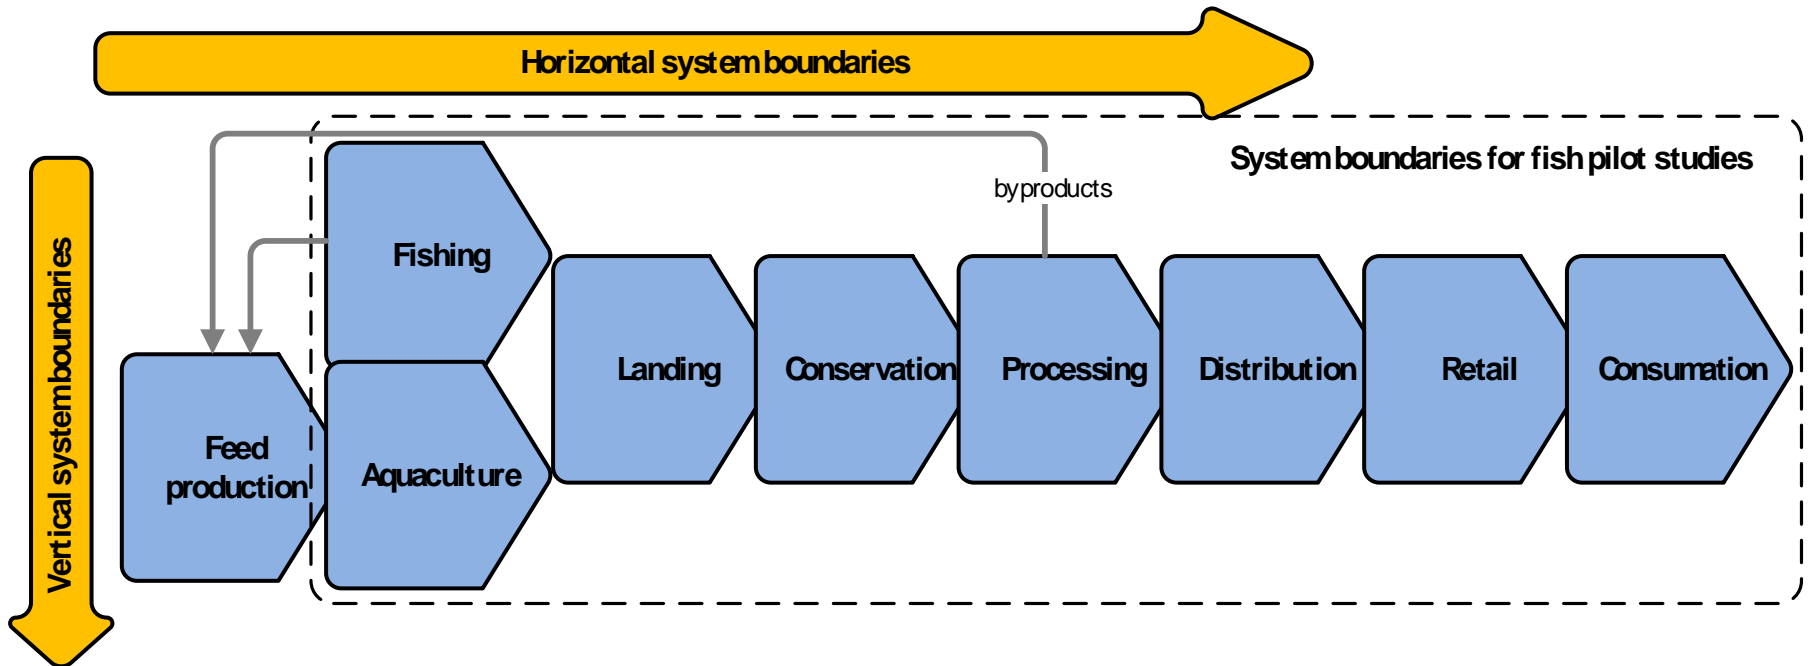 Horizontal system boundaries
System boundaries for fish pilot studies
byproducts
Vertical system boundaries
Fishing
Landing
Conservation
Processing
Distribution
Retail
Consumation
Feed
production
Aquaculture